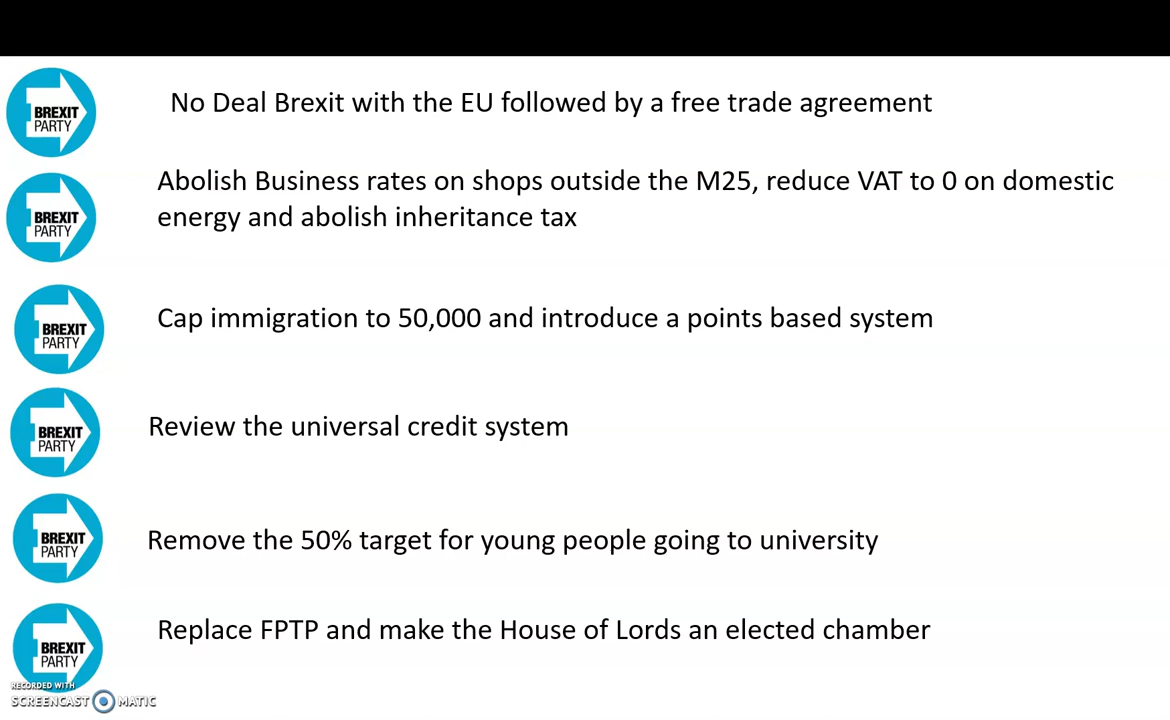 BREXIT
PARTY
No Deal Brexit with the EU followed by a free trade agreement
BREXIT
PARTY
Abolish Business rates on shops outside the M25, reduce VAT to 0 on domestic
energy and abolish inheritance tax
BREXIT
PARTY
Cap immigration to 50,000 and introduce a points based system
BREXIT
PARTY
Review the universal credit system
BREXIT
PARTY
Remove the 50% target for young people going to university
BREXIT
PARTY
Replace FPTP and make the House of Lords an elected chamber
RECORDED WITH
SCREENCAST MATIC